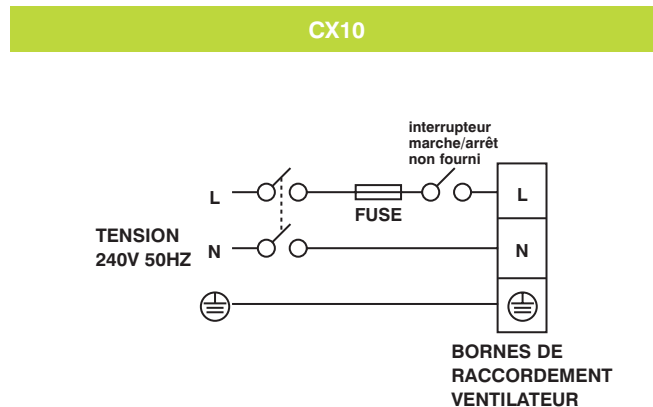 CX10
interrupteur
marche/arrêt
non fourni
L
L
FUSE
TENSION
240V 50HZ
N
N
BORNES DE
RACCORDEMENT
VENTILATEUR